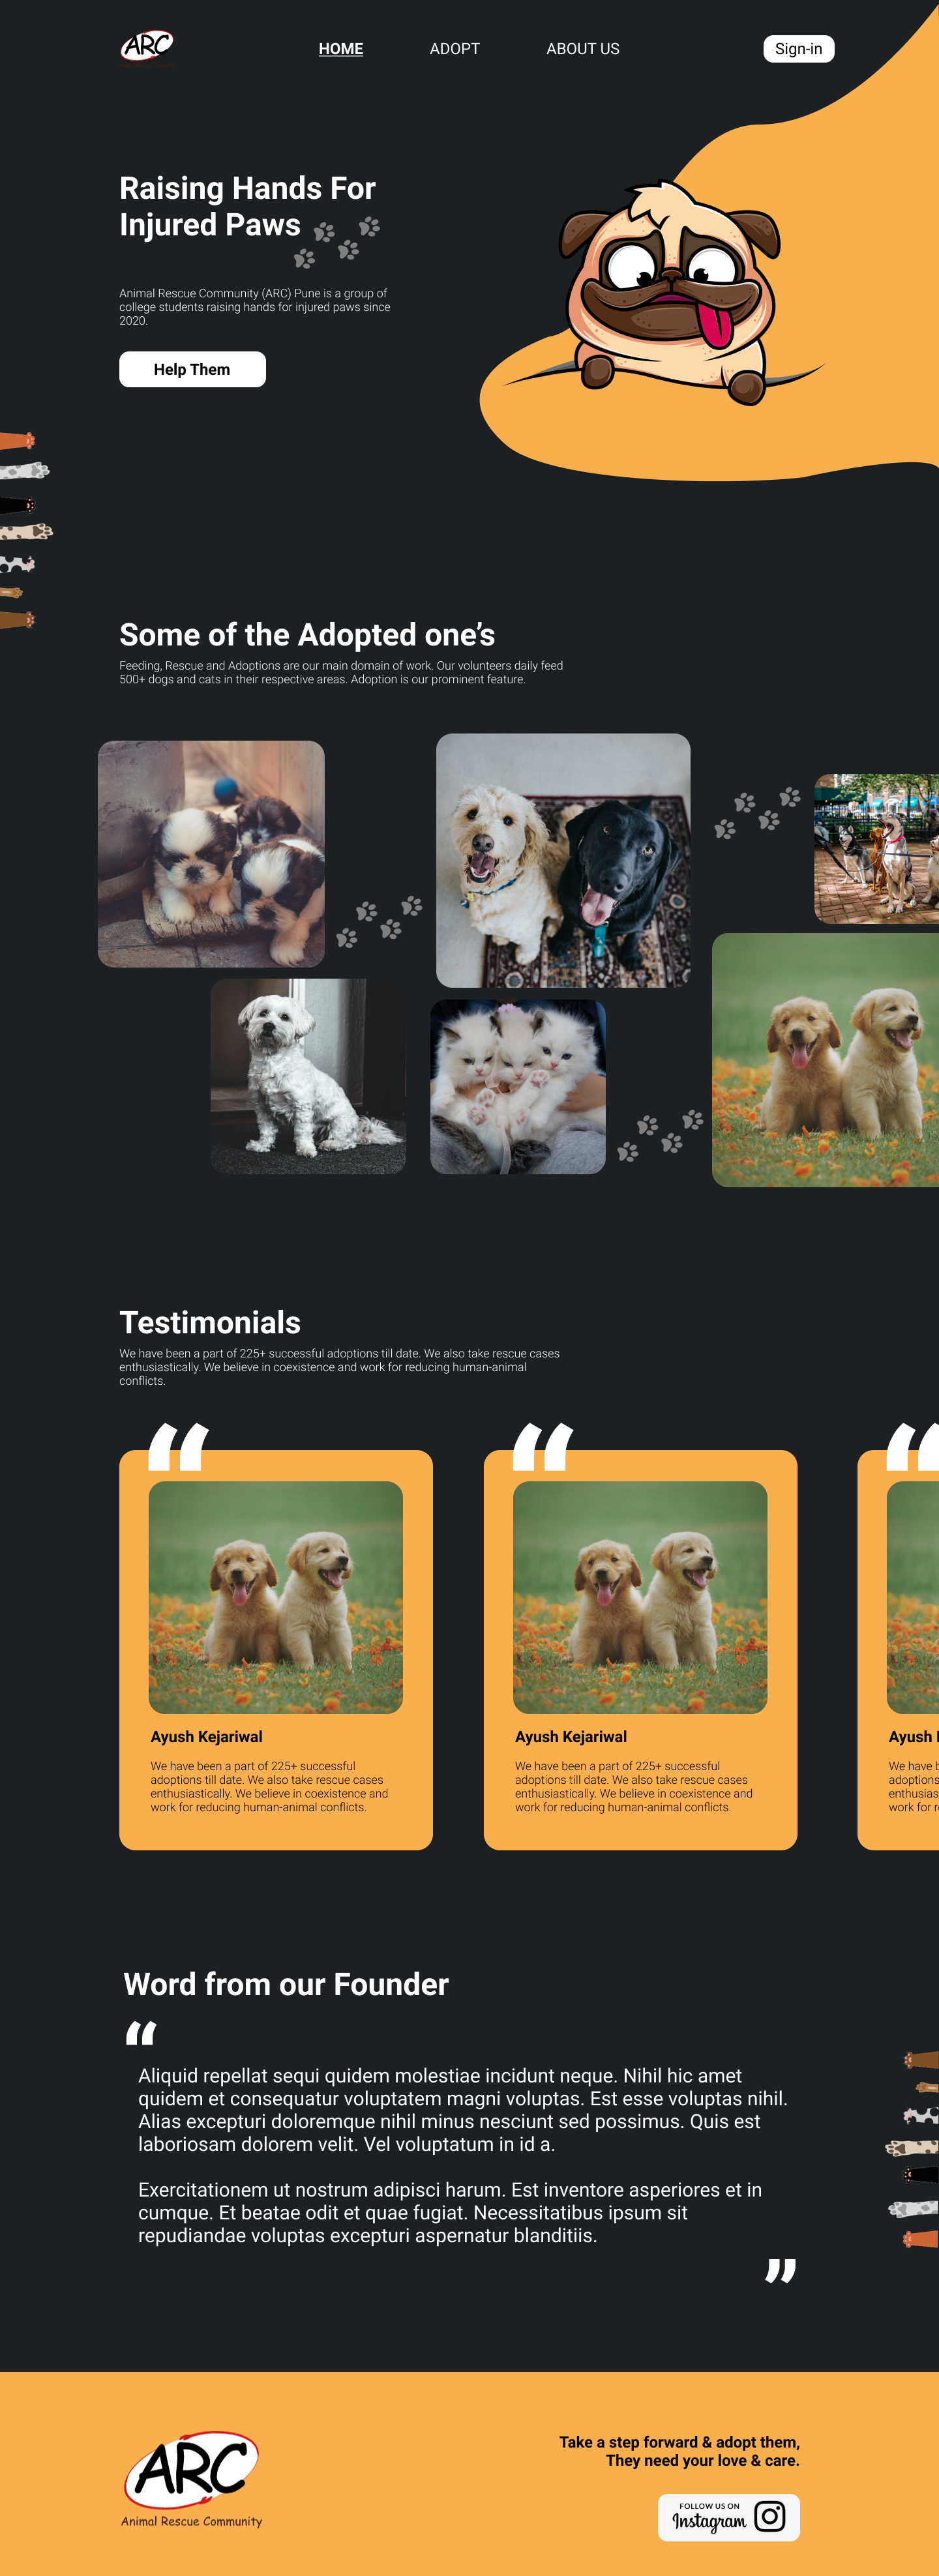 ARC
HOME
ADOPT
ABOUT US
Sign-in
Raising Hands For
Injured Paws
Animal Rescue Community (ARC) Pune is a group of
college students raising hands for injured paws since
2020.
Help Them
Some of the Adopted one’s
Feeding, Rescue and Adoptions are our main domain of work. Our volunteers daily feed
500+ dogs and cats in their respective areas. Adoption is our prominent feature.
Testimonials
We have been a part of 225+ successful adoptions till date. We also take rescue cases
enthusiastically. We believe in coexistence and work for reducing human-animal
conflicts.
“
Ayush Kejariwal
We have been a part of 225+ successful
adoptions till date. We also take rescue cases
enthusiastically. We believe in coexistence and
work for reducing human-animal conflicts.
“
Ayush Kejariwal
We have been a part of 225+ successful
adoptions till date. We also take rescue cases
enthusiastically. We believe in coexistence and
work for reducing human-animal conflicts.
“
Ayush
We have
adoptions
work for
Word from our Founder
“
Aliquid repellat sequi quidem molestiae incidunt neque. Nihil hic amet
quidem et consequatur voluptatem magni voluptas. Est esse voluptas nihil.
Alias excepturi doloremque nihil minus nesciunt sed possimus. Quis est
laboriosam dolorem velit. Vel voluptatum in id a.
Exercitationem ut nostrum adipisci harum. Est inventore asperiores et in
cumque. Et beatae odit et quae fugiat. Necessitatibus ipsum sit
repudiandae voluptas excepturi aspernatur blanditiis.
”
ARC
Animal Rescue Community
Take a step forward & adopt them,
They need your love & care.
FOLLOW US ON
Instagram